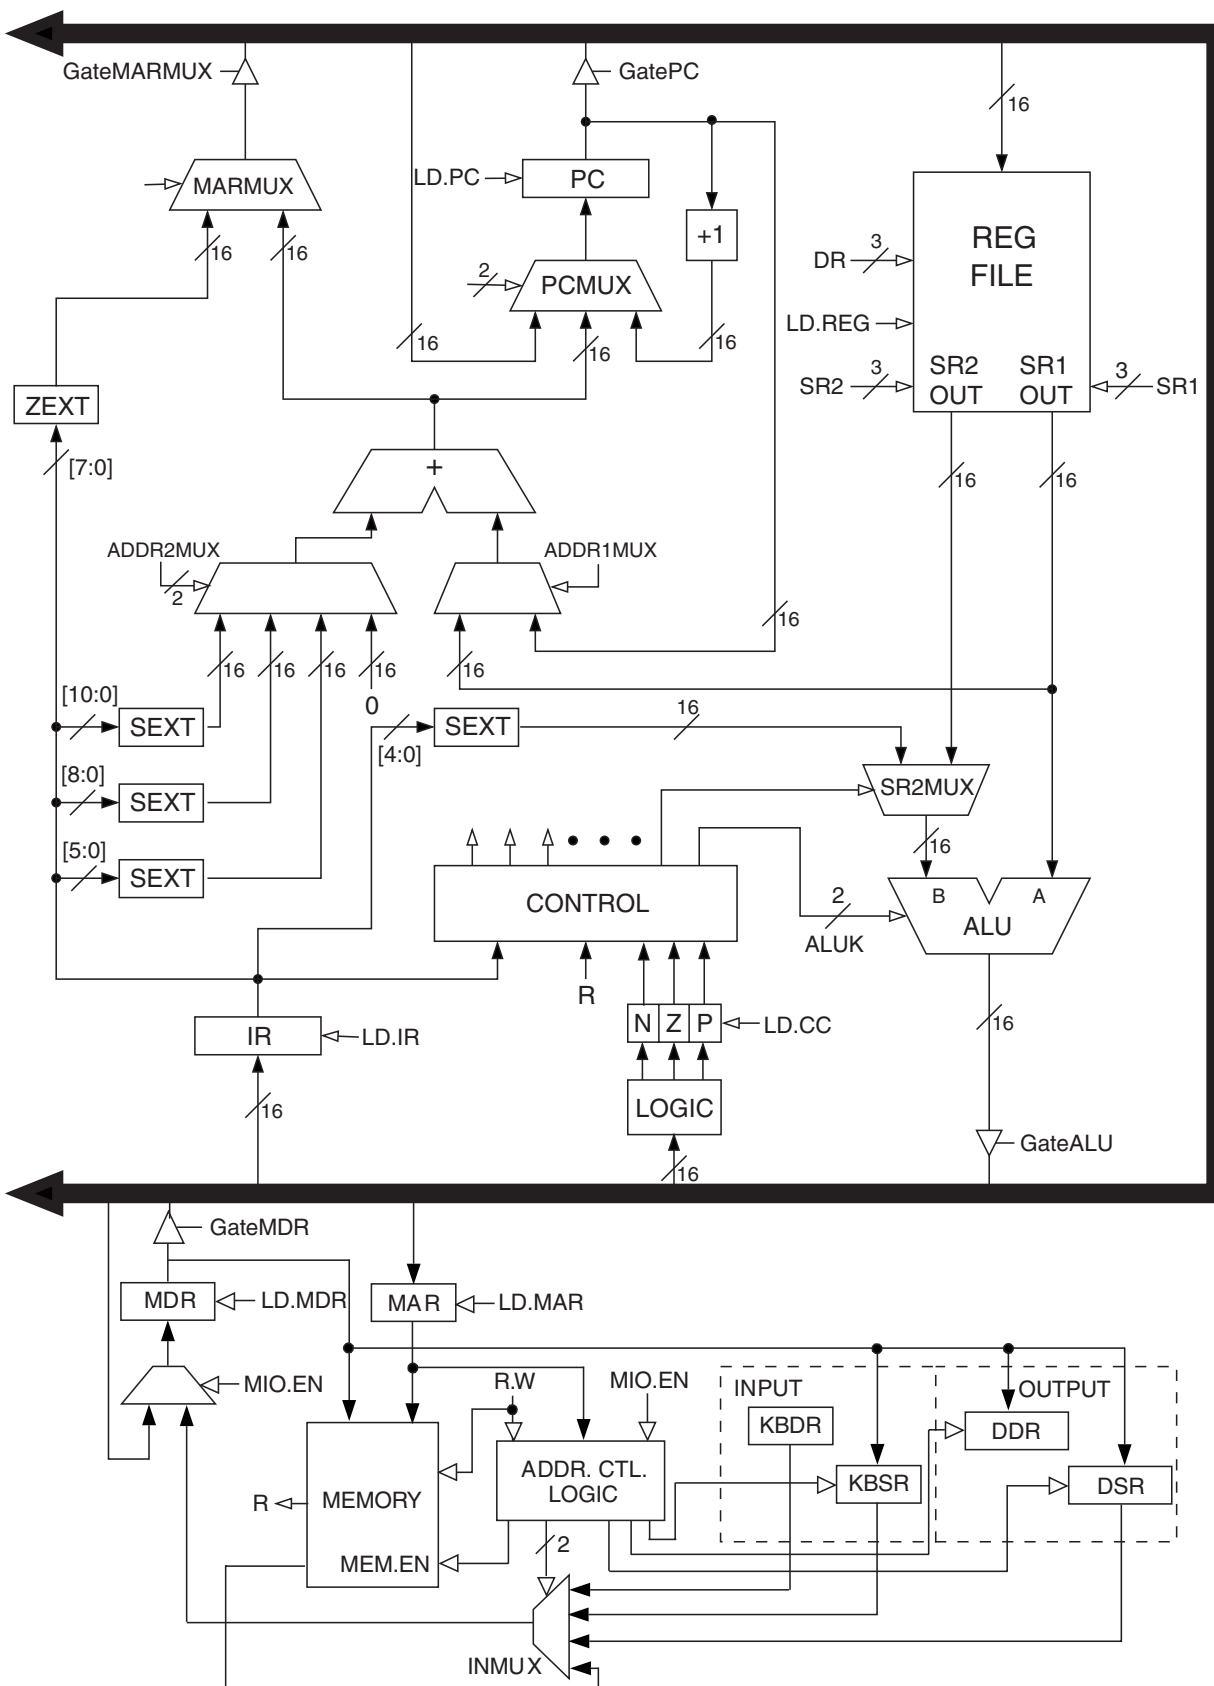 GateMARMUX
GatePC
16
MARMUX
LD.PC
PC
16
16
+1
REG
FILE
DR
3
2
PCMUX
LD.REG
16
16
16
SR2
3
SR2
OUT
SR1
OUT
3
SR1
ZEXT
[7:0]
+
16
16
ADDR2MUX
2
ADDR1MUX
16
16
16
16
16
16
0
[10:0]
SEXT
[4:0]
SEXT
16
[8:0]
SEXT
SR2MUX
16
[5:0]
SEXT
CONTROL
2
ALUK
B
A
ALU
R
IR
LD.IR
N
Z
P
LD.CC
16
16
LOGIC
16
GateALU
GateMDR
MDR
LD.MDR
MAR
LD.MAR
MIO.EN
R.W
MIO.EN
INPUT
OUTPUT
KBDR
DDR
MEMORY
R
ADDR. CTL.
LOGIC
KBSR
DSR
MEM.EN
2
INMUX